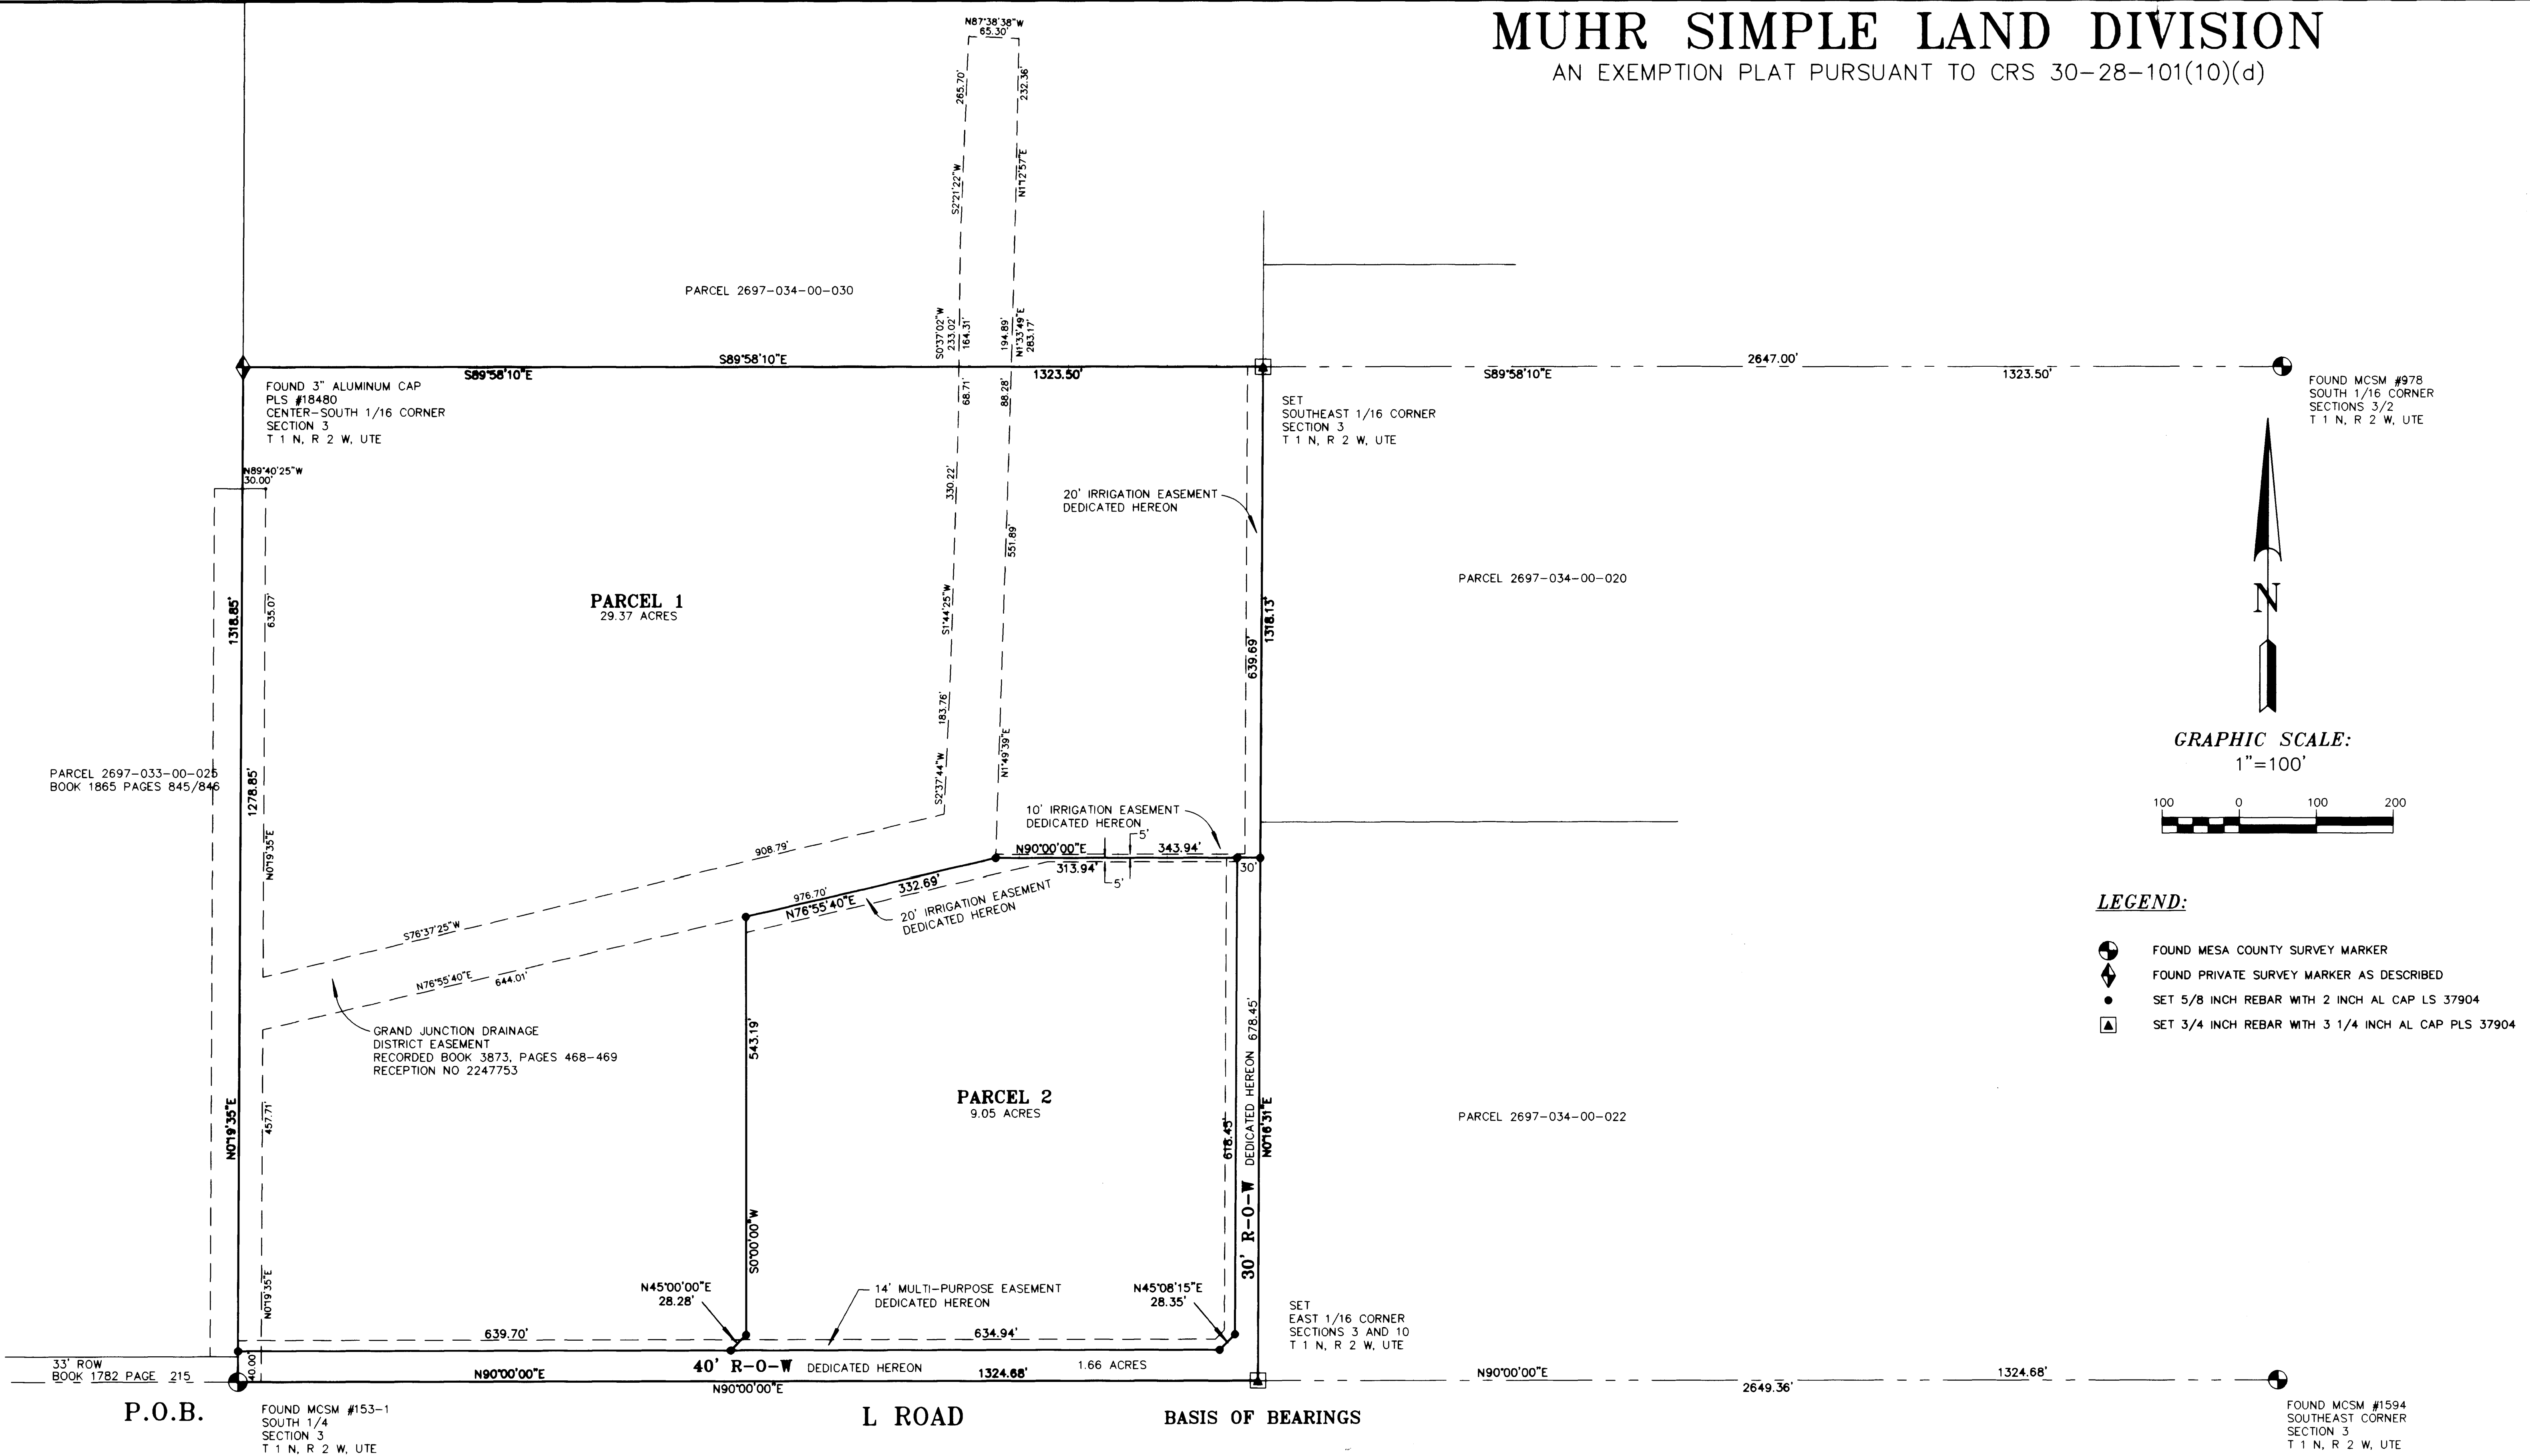 MUHR SIMPLE LAND DIVISION
AN EXEMPTION PLAT PURSUANT TO CRS 30-28-101(10)(d)
N87°38'38"W
65.30'
265.70'
232.36'
S2°21'22"W
N1°12'57"E
PARCEL 2697-034-00-030
S0°37'02"W
233.02'
164.31'
194.89'
N1°33'49"E
283.17'
S89°58'10"E
S89°58'10"E
1323.50'
68.71'
88.28'
2647.00'
S89°58'10"E
1323.50'
FOUND 3" ALUMINUM CAP
PLS #18480
CENTER-SOUTH 1/16 CORNER
SECTION 3
T 1 N, R 2 W, UTE
SET
SOUTHEAST 1/16 CORNER
SECTION 3
T 1 N, R 2 W, UTE
FOUND MCSM #978
SOUTH 1/16 CORNER
SECTIONS 3/2
T 1 N, R 2 W, UTE
N89°40'25"W
30.00'
330.22'
551.89'
20' IRRIGATION EASEMENT
DEDICATED HEREON
PARCEL 2697-034-00-020
PARCEL 1
29.37 ACRES
1318.85'
635.07'
S1°44'25"W
1318.13'
639.69'
183.76'
N1°49'39"E
S2°37'44"W
N
GRAPHIC SCALE:
1"=100'
100 0 100 200
PARCEL 2697-033-00-025
BOOK 1865 PAGES 845/846
1278.85'
N0°19'35"E
10' IRRIGATION EASEMENT
DEDICATED HEREON
5'
908.79'
N90°00'00"E
343.94'
313.94'
30'
5'
976.70'
332.69'
N76°55'40"E
20' IRRIGATION EASEMENT
DEDICATED HEREON
S76°37'25"W
N76°55'40"E
644.01'
LEGEND:
FOUND MESA COUNTY SURVEY MARKER
FOUND PRIVATE SURVEY MARKER AS DESCRIBED
SET 5/8 INCH REBAR WITH 2 INCH AL CAP LS 37904
SET 3/4 INCH REBAR WITH 3 1/4 INCH AL CAP PLS 37904
GRAND JUNCTION DRAINAGE
DISTRICT EASEMENT
RECORDED BOOK 3873, PAGES 468-469
RECEPTION NO 2247753
543.19'
DEDICATED HEREON 678.45'
PARCEL 2
9.05 ACRES
PARCEL 2697-034-00-022
N0°19'35"E
457.71'
618.45'
N0°16'31"E
S0°00'00"W
30' R-O-W
N0°19'35"E
N45°00'00"E
28.28'
14' MULTI-PURPOSE EASEMENT
DEDICATED HEREON
N45°08'15"E
28.35'
SET
EAST 1/16 CORNER
SECTIONS 3 AND 10
T 1 N, R 2 W, UTE
639.70'
634.94'
33' ROW
BOOK 1782 PAGE 215
40.00'
40' R-O-W DEDICATED HEREON
1.66 ACRES
N90°00'00"E
1324.68'
N90°00'00"E
N90°00'00"E
1324.68'
2649.36'
P.O.B.
FOUND MCSM #153-1
SOUTH 1/4
SECTION 3
T 1 N, R 2 W, UTE
L ROAD
BASIS OF BEARINGS
FOUND MCSM #1594
SOUTHEAST CORNER
SECTION 3
T 1 N, R 2 W, UTE